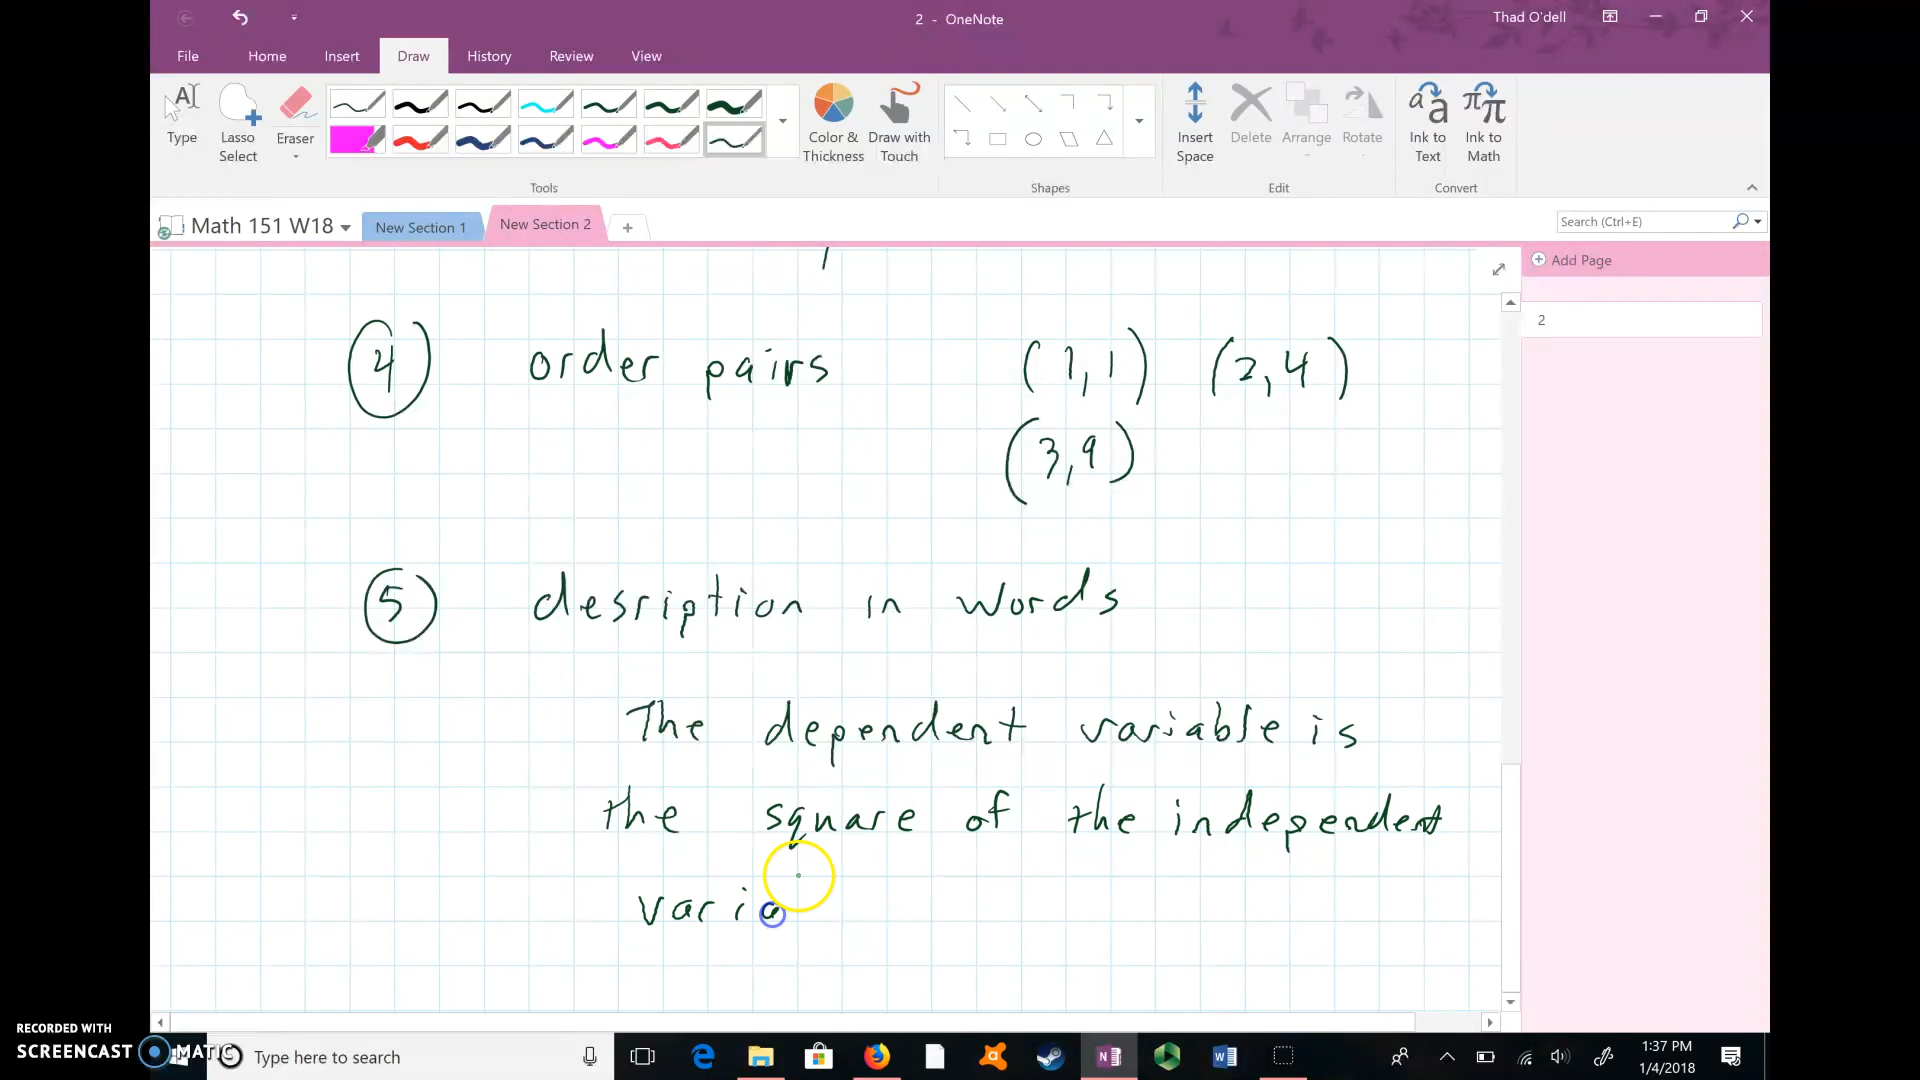 2 - OneNote
Thad O'dell
File Home Insert Draw History Review View
Type
Lasso Select
Eraser
Color & Thickness
Draw with Touch
Insert Space
Delete
Arrange
Rotate
Ink to Text
Ink to Math
Tools Shapes Edit Convert
Math 151 W18 New Section 1 New Section 2 +
Search (Ctrl+E)
Add Page
2
4 order pairs (1,1) (2,4)
(3,9)
5 desription in words
The dependent variable is
the square of the independent
varia
RECORDED WITH
SCREENCAST MATIC
Type here to search
1:37 PM
1/4/2018